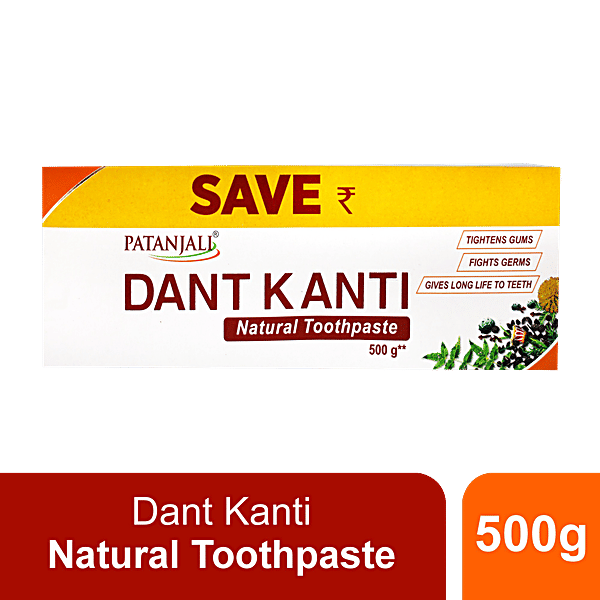 SAVE ₹
PATANJALI®
DANT KANTI
Natural Toothpaste
500 g**
TIGHTENS GUMS
FIGHTS GERMS
GIVES LONG LIFE TO TEETH
Dant Kanti
Natural Toothpaste
500g